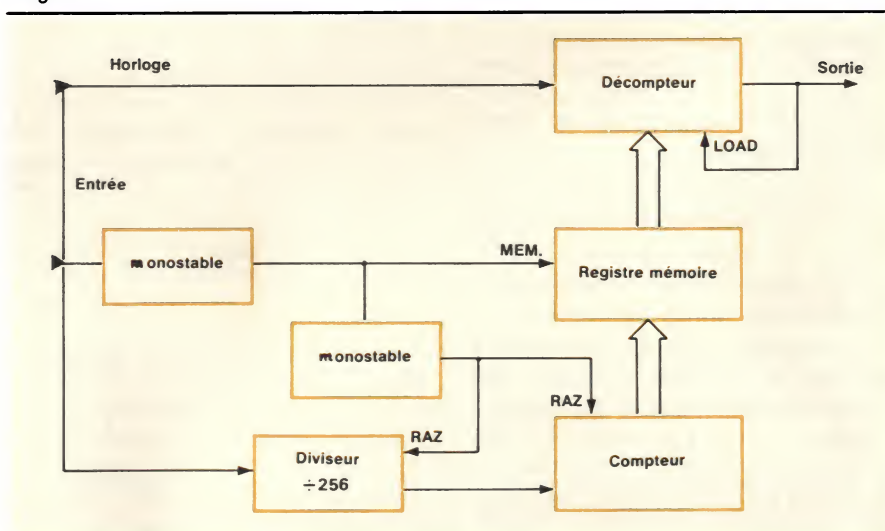 Horloge
Décompteur
Sortie
LOAD
Entrée
monostable
MEM.
Registre mémoire
monostable
RAZ
RAZ
Diviseur
÷256
Compteur